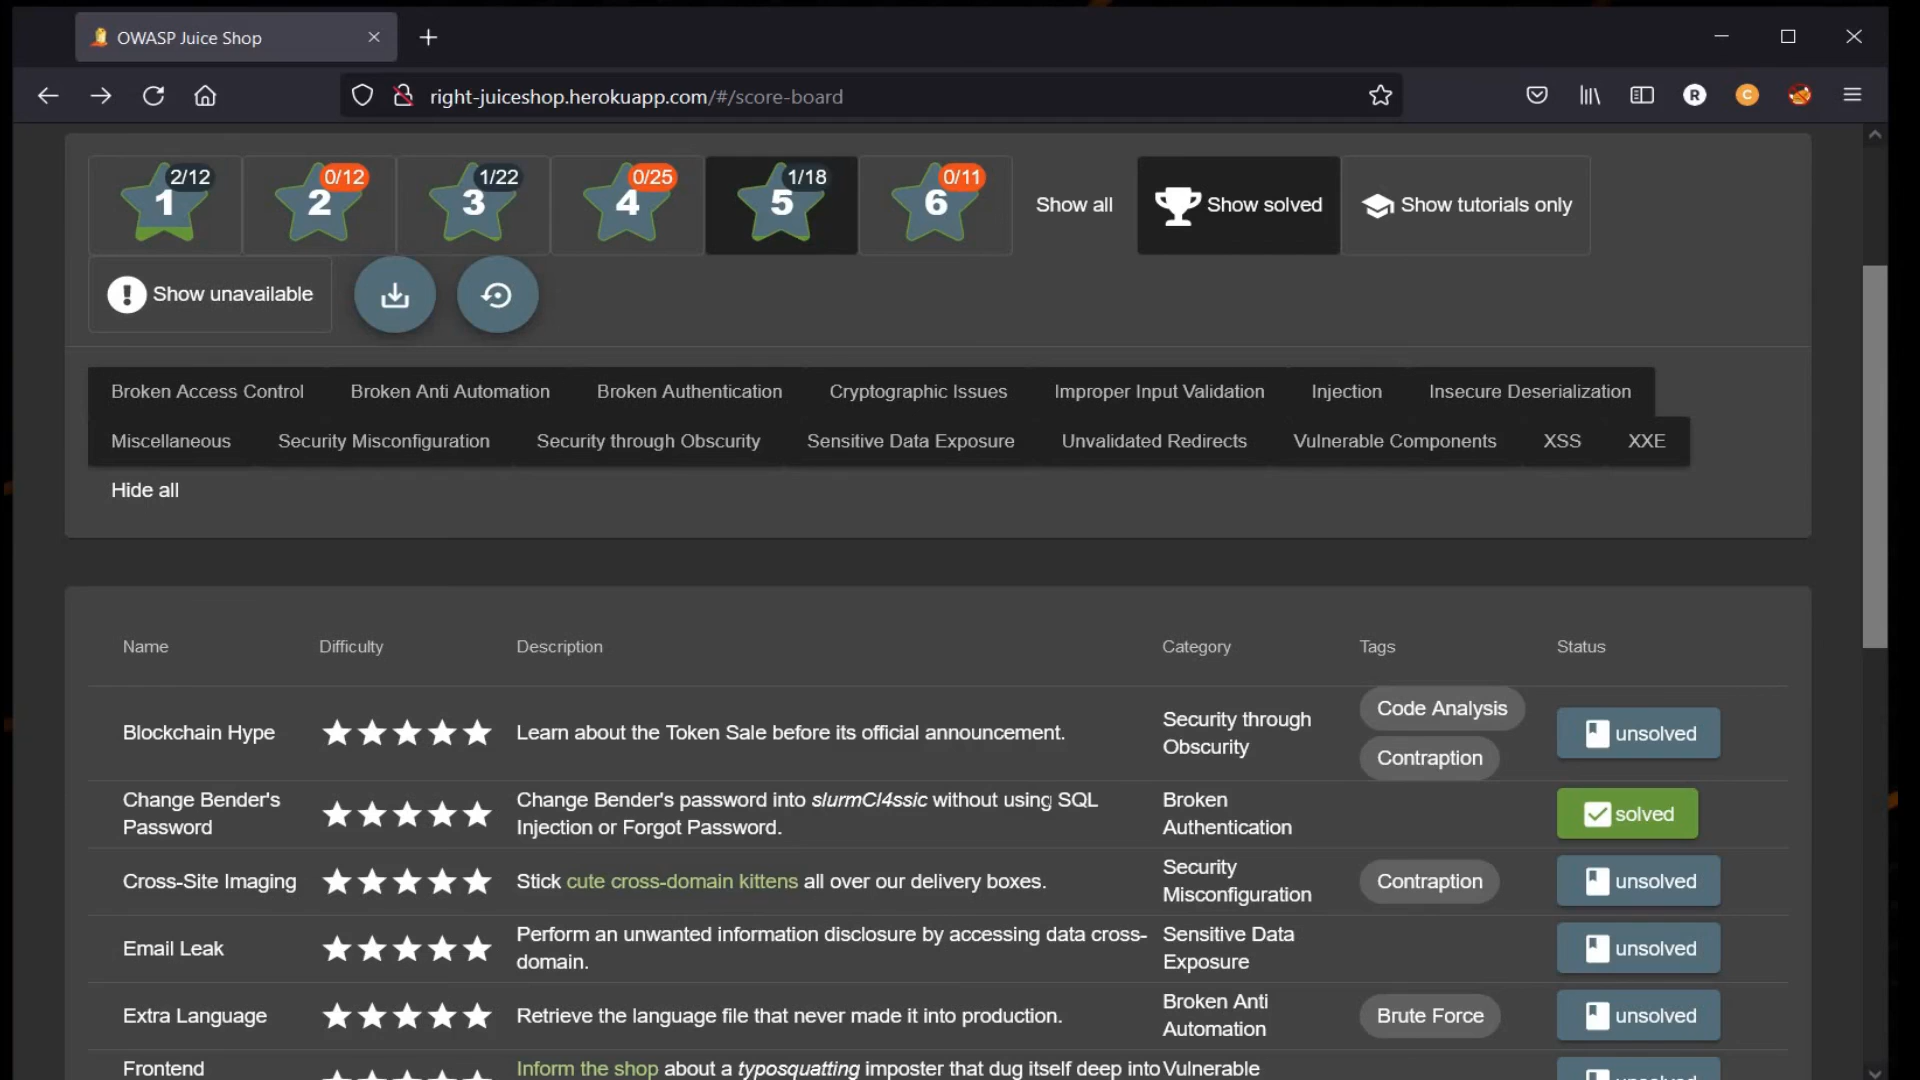 OWASP Juice Shop
right-juiceshop.herokuapp.com/#/score-board
R
C
1 2/12
2 0/12
3 1/22
4 0/25
5 1/18
6 0/11
Show all
Show solved
Show tutorials only
Show unavailable
Broken Access Control Broken Anti Automation Broken Authentication Cryptographic Issues Improper Input Validation Injection Insecure Deserialization
Miscellaneous Security Misconfiguration Security through Obscurity Sensitive Data Exposure Unvalidated Redirects Vulnerable Components XSS XXE
Hide all
Name Difficulty Description Category Tags Status
Blockchain Hype
Learn about the Token Sale before its official announcement.
Security through
Obscurity
Code Analysis
Contraption
unsolved
Change Bender's
Password
Change Bender's password into slurmCl4ssic without using SQL
Injection or Forgot Password.
Broken
Authentication
solved
Cross-Site Imaging
Stick cute cross-domain kittens all over our delivery boxes.
Security
Misconfiguration
Contraption
unsolved
Email Leak
Perform an unwanted information disclosure by accessing data cross-
domain.
Sensitive Data
Exposure
unsolved
Extra Language
Retrieve the language file that never made it into production.
Broken Anti
Automation
Brute Force
unsolved
Frontend
Inform the shop about a typosquatting imposter that dug itself deep into
Vulnerable
unsolved